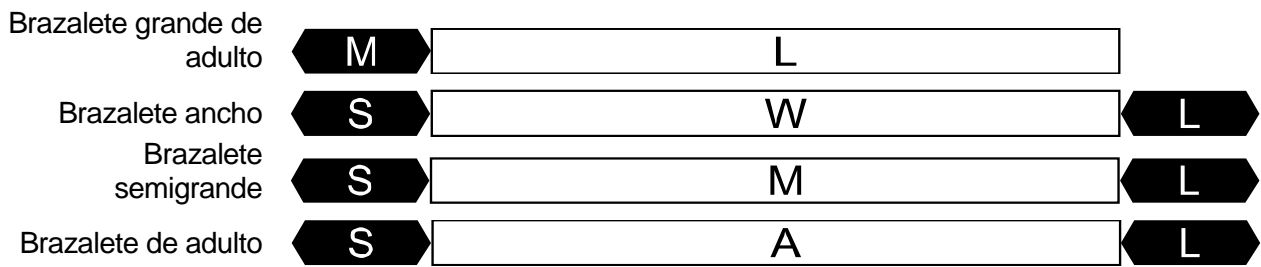 Brazalete grande de
adulto M L
Brazalete ancho S W L
Brazalete
semigrande S M L
Brazalete de adulto S A L